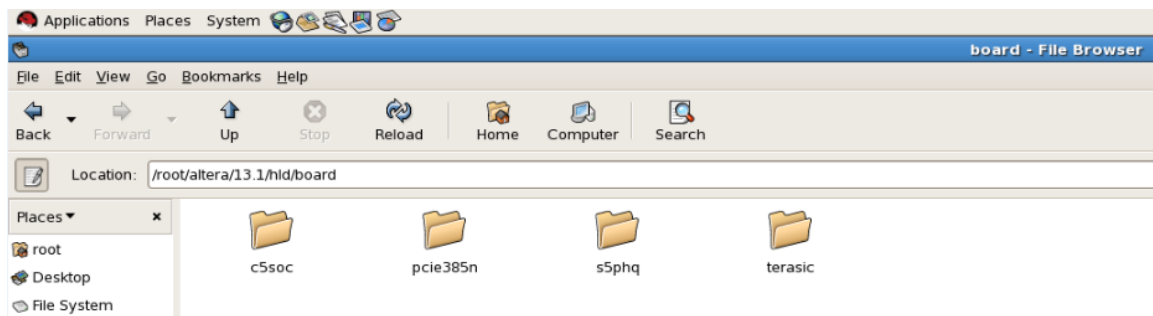 Applications Places System
board - File Browser
File Edit View Go Bookmarks Help
Back Forward Up Stop Reload Home Computer Search
Location: /root/altera/13.1/hld/board
Places
root
Desktop
File System
c5soc pcie385n s5phq terasic